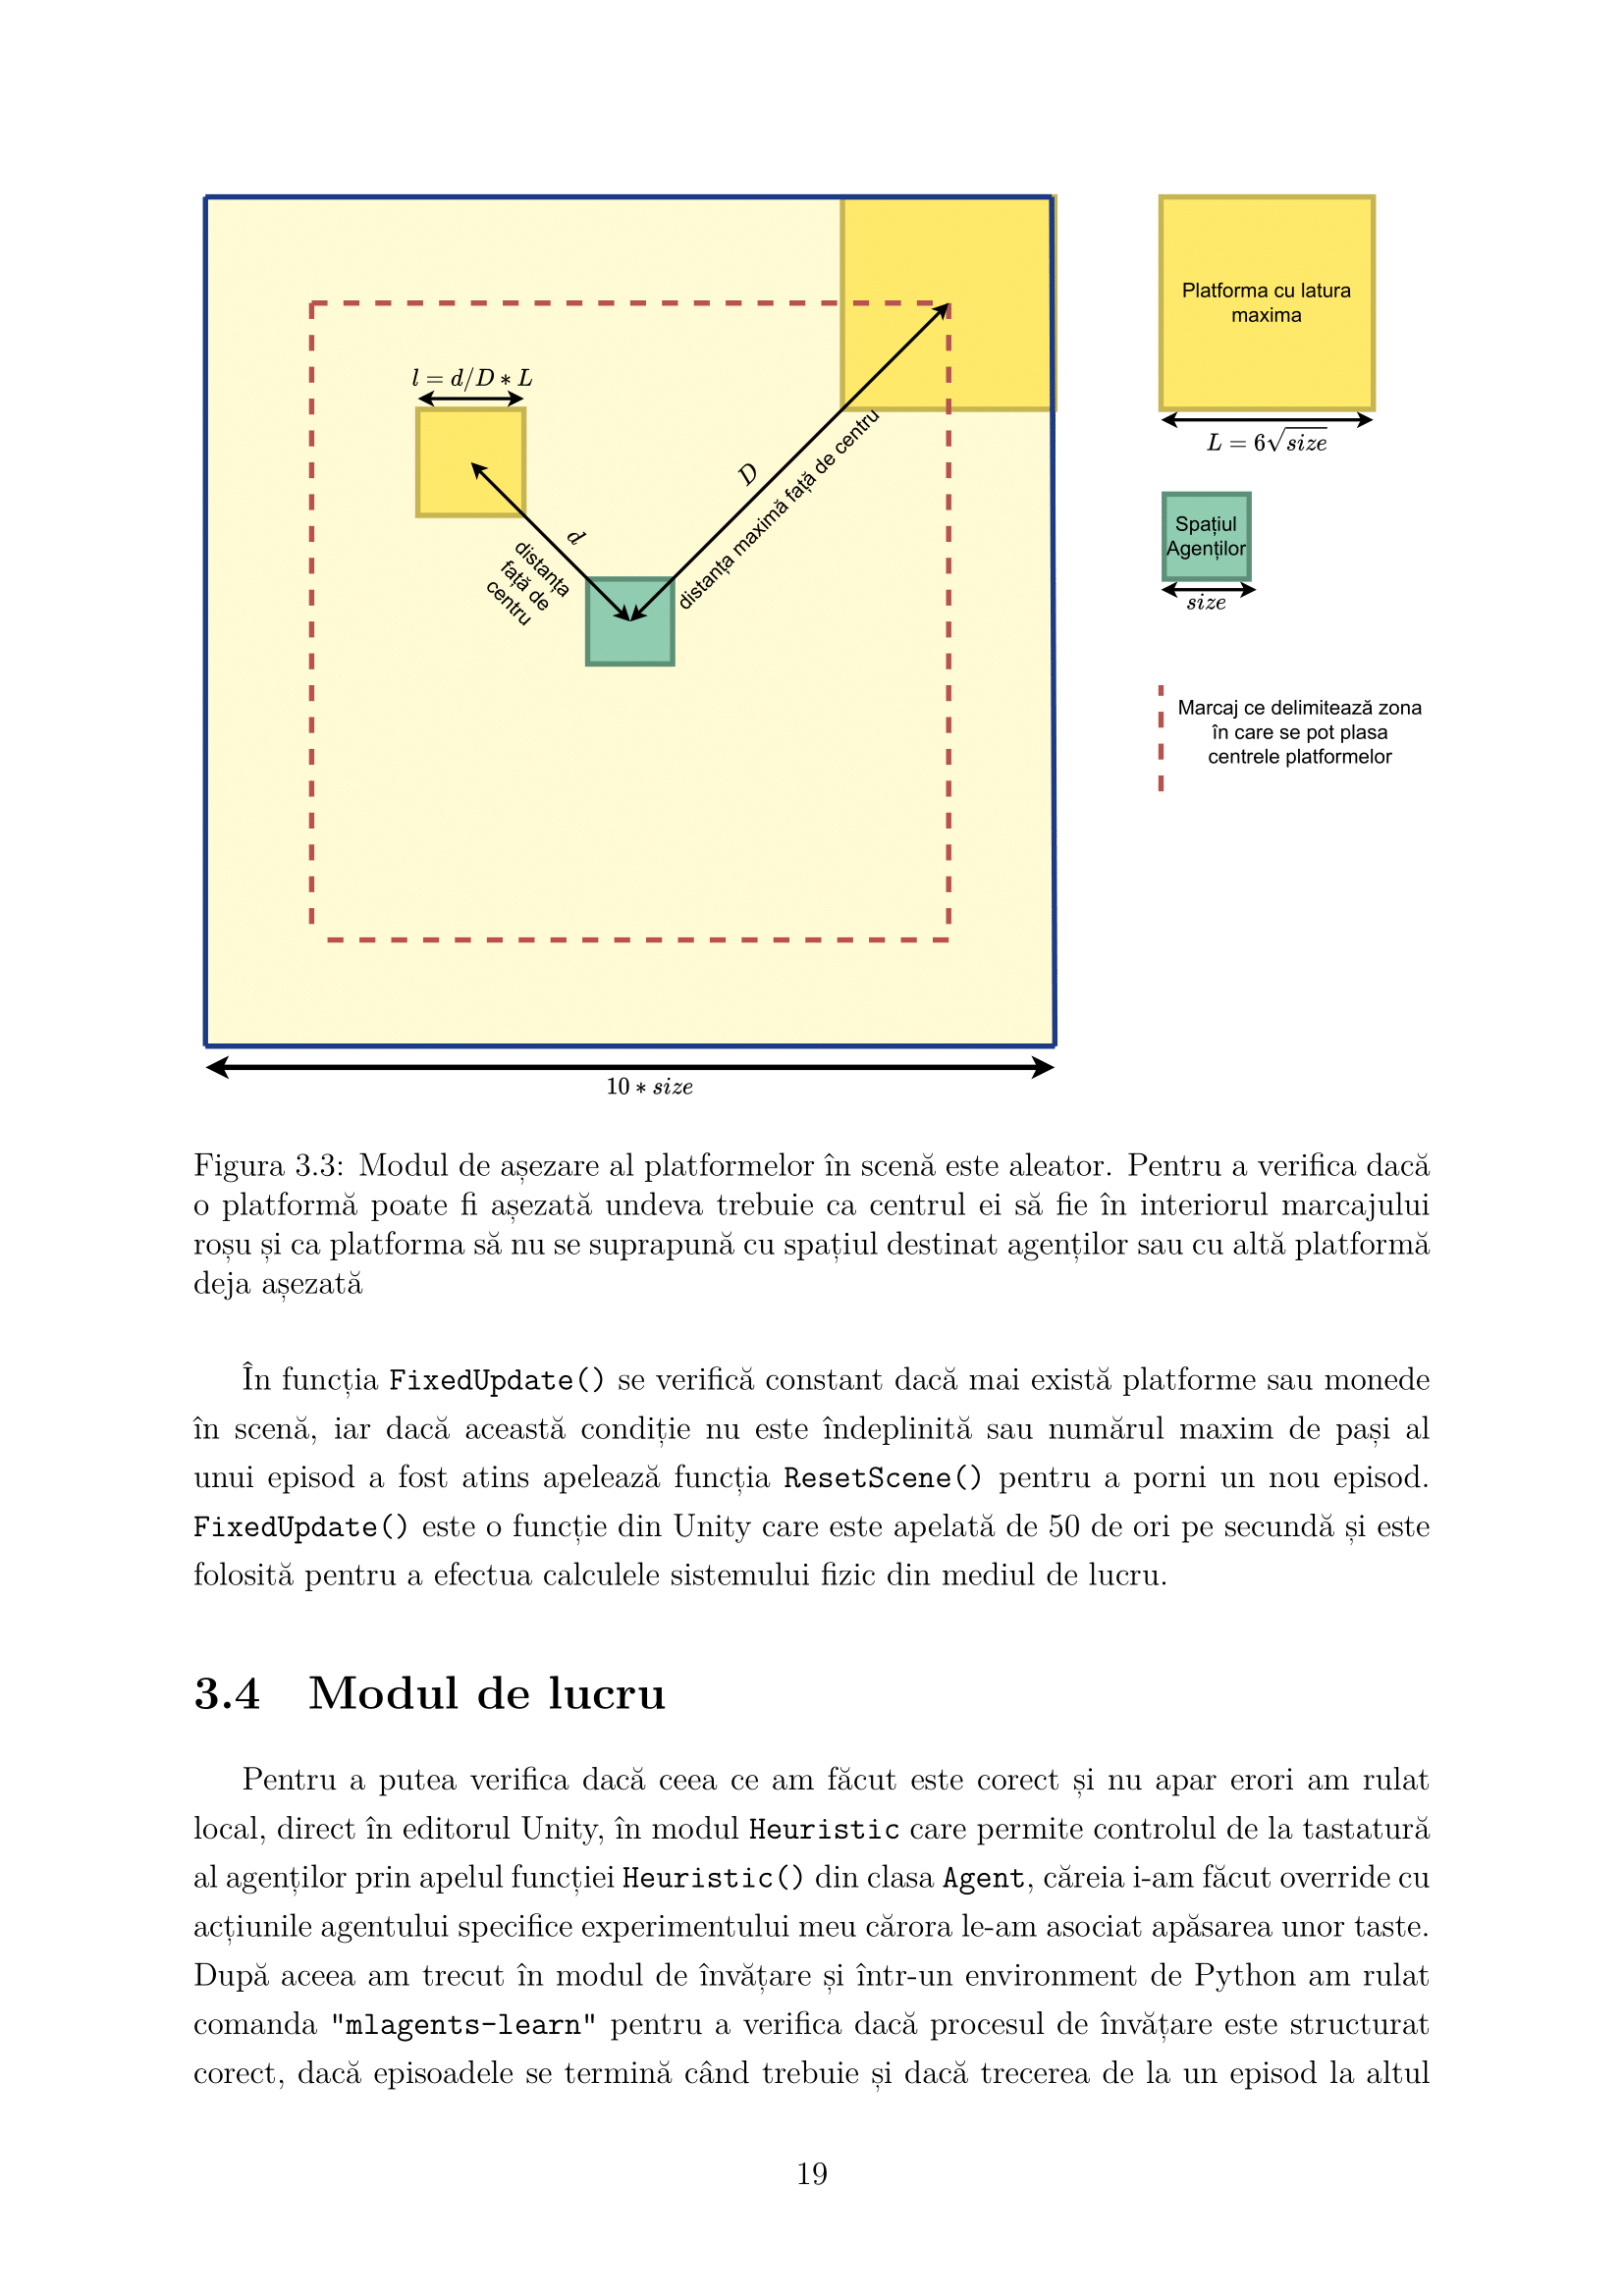 l = d/D ∗ L
d
distanța
față de
centru
D
distanța maximă față de centru
10 ∗ size
Platforma cu latura
maxima
L = 6√size
Spațiul
Agenților
size
Marcaj ce delimitează zona
în care se pot plasa
centrele platformelor
Figura 3.3: Modul de așezare al platformelor în scenă este aleator. Pentru a verifica dacă
o platformă poate fi așezată undeva trebuie ca centrul ei să fie în interiorul marcajului
roșu și ca platforma să nu se suprapună cu spațiul destinat agenților sau cu altă platformă
deja așezată
În funcția FixedUpdate() se verifică constant dacă mai există platforme sau monede
în scenă, iar dacă această condiție nu este îndeplinită sau numărul maxim de pași al
unui episod a fost atins apelează funcția ResetScene() pentru a porni un nou episod.
FixedUpdate() este o funcție din Unity care este apelată de 50 de ori pe secundă și este
folosită pentru a efectua calculele sistemului fizic din mediul de lucru.
3.4 Modul de lucru
Pentru a putea verifica dacă ceea ce am făcut este corect și nu apar erori am rulat
local, direct în editorul Unity, în modul Heuristic care permite controlul de la tastatură
al agenților prin apelul funcției Heuristic() din clasa Agent, căreia i-am făcut override cu
acțiunile agentului specifice experimentului meu cărora le-am asociat apăsarea unor taste.
După aceea am trecut în modul de învățare și într-un environment de Python am rulat
comanda "mlagents-learn" pentru a verifica dacă procesul de învățare este structurat
corect, dacă episoadele se termină când trebuie și dacă trecerea de la un episod la altul
19